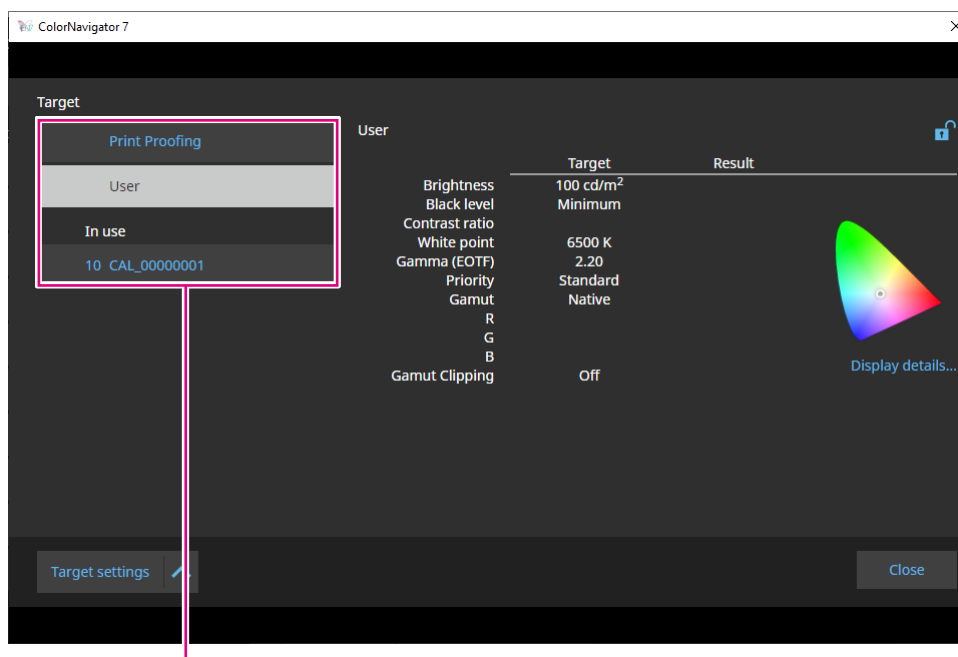 ColorNavigator 7
Target
Print Proofing
User
In use
10 CAL_00000001
User
Target Result
Brightness 100 cd/m²
Black level Minimum
Contrast ratio
White point 6500 K
Gamma (EOTF) 2.20
Priority Standard
Gamut Native
R
G
B
Gamut Clipping Off
Display details...
Target settings
Close